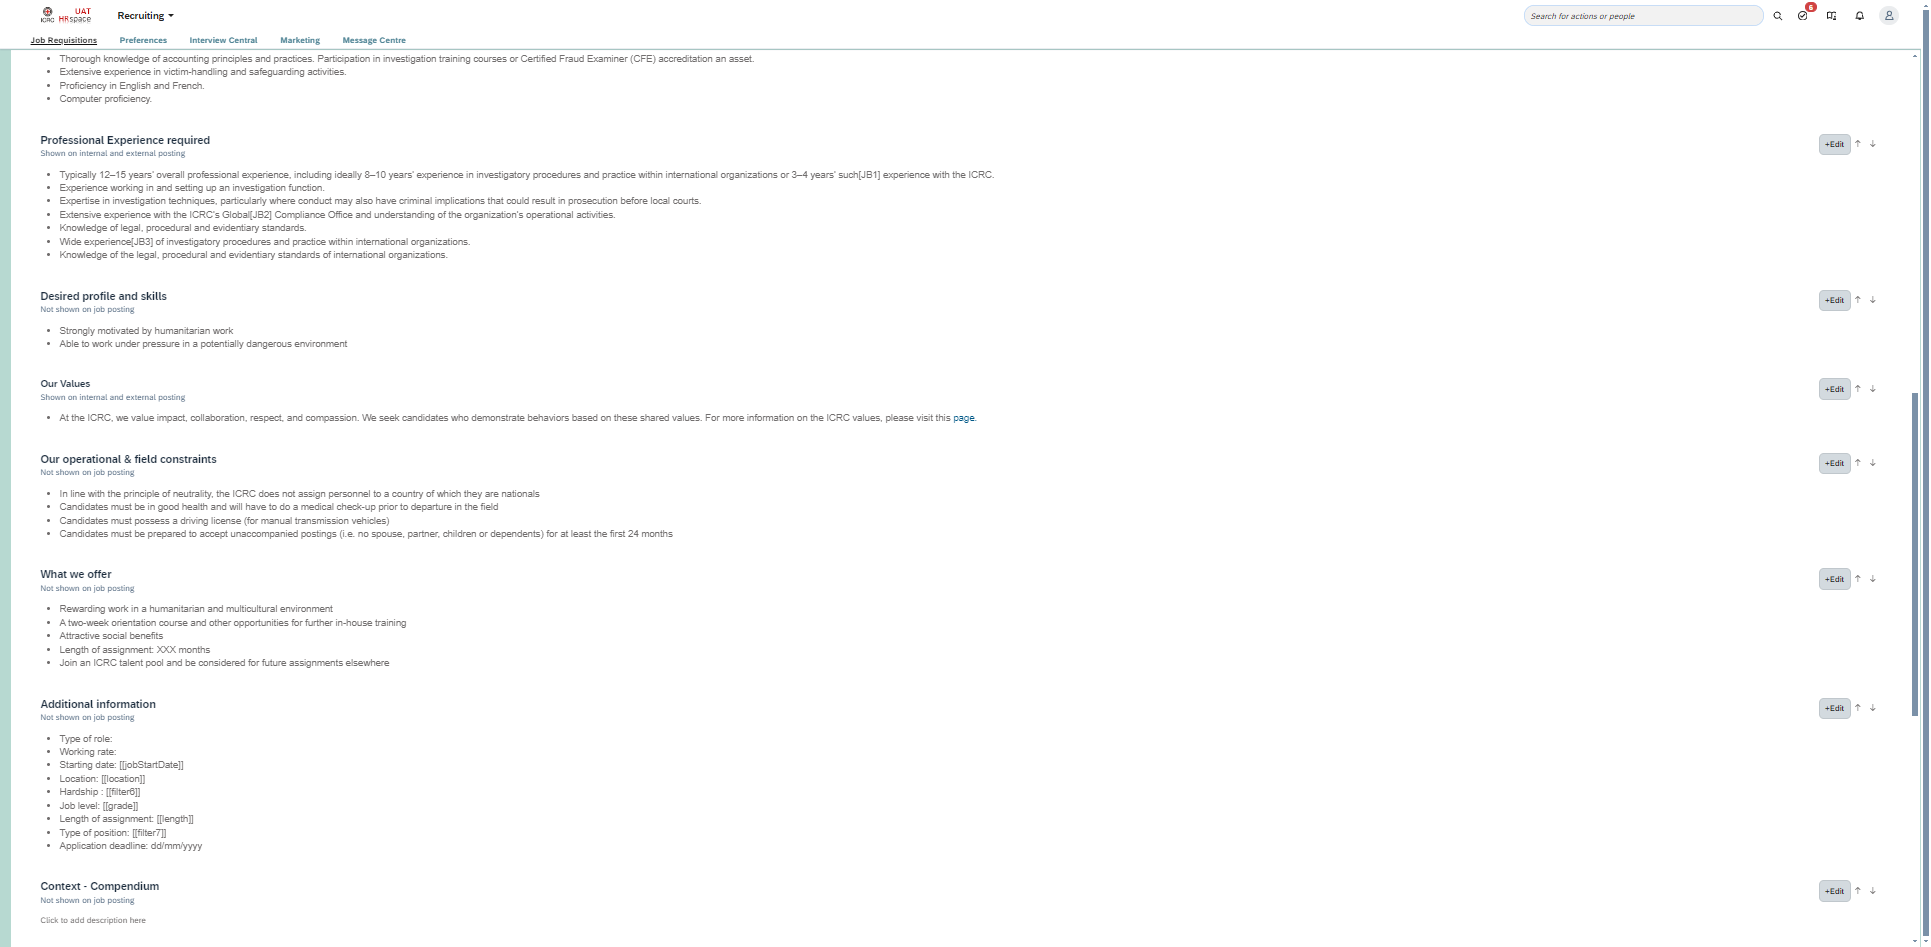 ICRC UAT HRspace
Recruiting
Search for actions or people
6
Job Requisitions Preferences Interview Central Marketing Message Centre
Thorough knowledge of accounting principles and practices. Participation in investigation training courses or Certified Fraud Examiner (CFE) accreditation an asset.
Extensive experience in victim-handling and safeguarding activities.
Proficiency in English and French.
Computer proficiency.
Professional Experience required
+Edit
Shown on internal and external posting
Typically 12–15 years' overall professional experience, including ideally 8–10 years' experience in investigatory procedures and practice within international organizations or 3–4 years' such[JB1] experience with the ICRC.
Experience working in and setting up an investigation function.
Expertise in investigation techniques, particularly where conduct may also have criminal implications that could result in prosecution before local courts.
Extensive experience with the ICRC's Global[JB2] Compliance Office and understanding of the organization's operational activities.
Knowledge of legal, procedural and evidentiary standards.
Wide experience[JB3] of investigatory procedures and practice within international organizations.
Knowledge of the legal, procedural and evidentiary standards of international organizations.
Desired profile and skills
+Edit
Not shown on job posting
Strongly motivated by humanitarian work
Able to work under pressure in a potentially dangerous environment
Our Values
+Edit
Shown on internal and external posting
At the ICRC, we value impact, collaboration, respect, and compassion. We seek candidates who demonstrate behaviors based on these shared values. For more information on the ICRC values, please visit this page.
Our operational & field constraints
+Edit
Not shown on job posting
In line with the principle of neutrality, the ICRC does not assign personnel to a country of which they are nationals
Candidates must be in good health and will have to do a medical check-up prior to departure in the field
Candidates must possess a driving license (for manual transmission vehicles)
Candidates must be prepared to accept unaccompanied postings (i.e. no spouse, partner, children or dependents) for at least the first 24 months
What we offer
+Edit
Not shown on job posting
Rewarding work in a humanitarian and multicultural environment
A two-week orientation course and other opportunities for further in-house training
Attractive social benefits
Length of assignment: XXX months
Join an ICRC talent pool and be considered for future assignments elsewhere
Additional information
+Edit
Not shown on job posting
Type of role:
Working rate:
Starting date: [[jobStartDate]]
Location: [[location]]
Hardship : [[filter6]]
Job level: [[grade]]
Length of assignment: [[length]]
Type of position: [[filter7]]
Application deadline: dd/mm/yyyy
Context - Compendium
+Edit
Not shown on job posting
Click to add description here